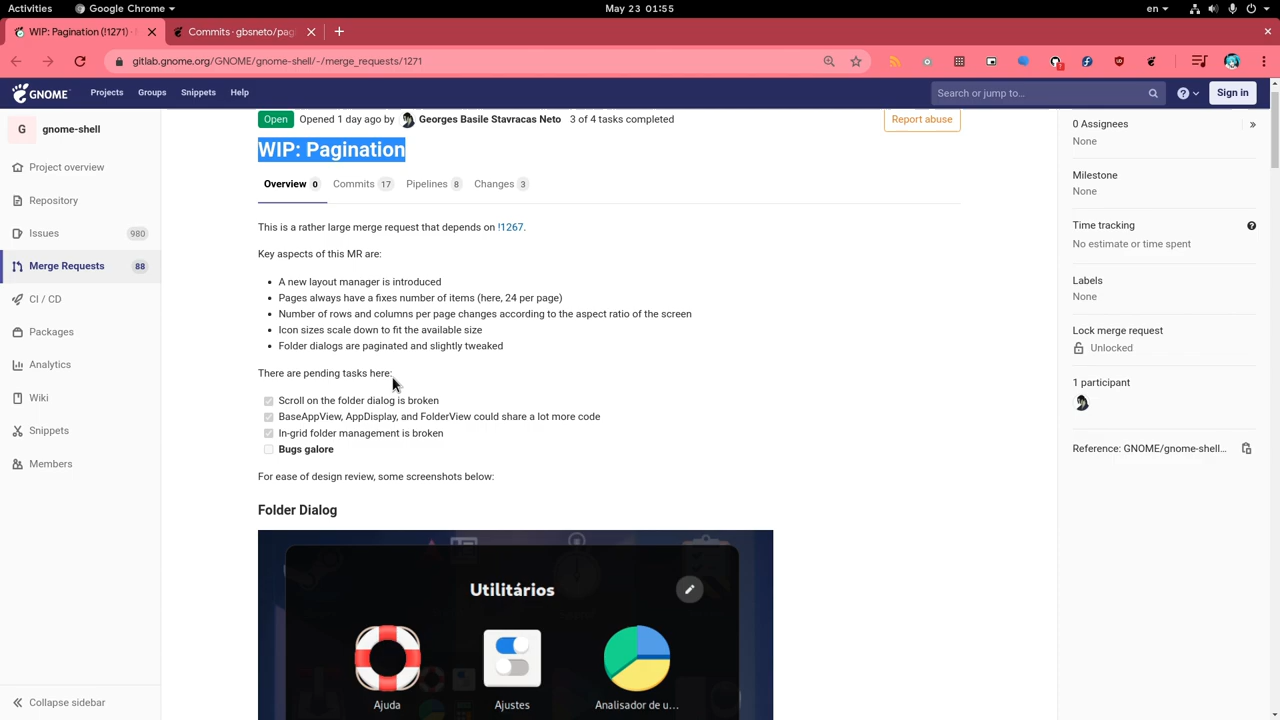 Activities Google Chrome May 23 01:55 en
WIP: Pagination (!1271) · Commits · gbsneto/pag
gitlab.gnome.org/GNOME/gnome-shell/-/merge_requests/1271
GNOME Projects Groups Snippets Help Search or jump to… Sign in
G gnome-shell
Project overview
Repository
Issues 980
Merge Requests 88
CI / CD
Packages
Analytics
Wiki
Snippets
Members
Collapse sidebar
Open Opened 1 day ago by Georges Basile Stavracas Neto 3 of 4 tasks completed Report abuse
WIP: Pagination
Overview 0 Commits 17 Pipelines 8 Changes 3
This is a rather large merge request that depends on !1267.
Key aspects of this MR are:
A new layout manager is introduced
Pages always have a fixes number of items (here, 24 per page)
Number of rows and columns per page changes according to the aspect ratio of the screen
Icon sizes scale down to fit the available size
Folder dialogs are paginated and slightly tweaked
There are pending tasks here:
Scroll on the folder dialog is broken
BaseAppView, AppDisplay, and FolderView could share a lot more code
In-grid folder management is broken
Bugs galore
For ease of design review, some screenshots below:
Folder Dialog
Utilitários
Ajuda Ajustes Analisador de u...
0 Assignees
None
Milestone
None
Time tracking
No estimate or time spent
Labels
None
Lock merge request
Unlocked
1 participant
Reference: GNOME/gnome-shell...